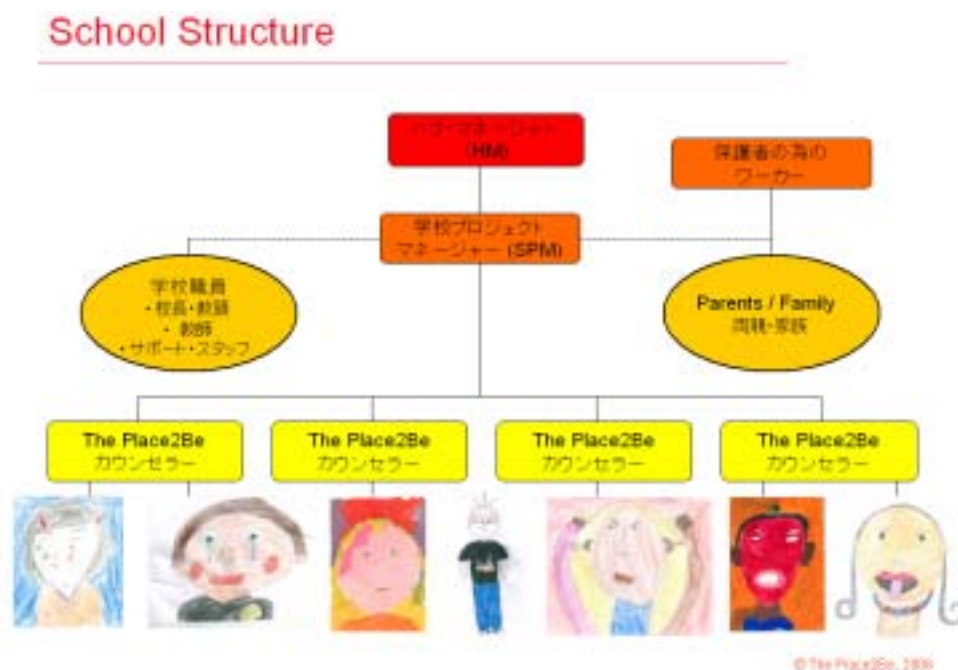 School Structure
ハブ・マネージャー
(HM)
保護者の為の
ワーカー
学校プロジェクト
マネージャー (SPM)
学校職員
・校長・教頭
・教師
・サポート・スタッフ
Parents / Family
両親・家族
The Place2Be
カウンセラー
The Place2Be
カウンセラー
The Place2Be
カウンセラー
The Place2Be
カウンセラー
© The Place2Be, 2006